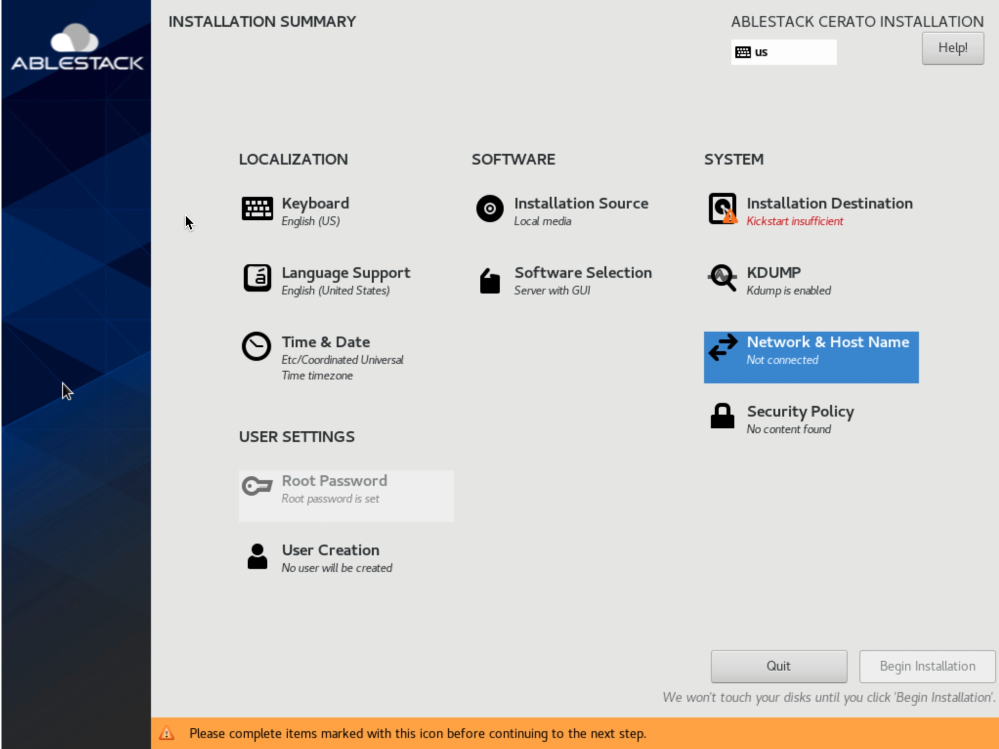 ABLESTACK
INSTALLATION SUMMARY
ABLESTACK CERATO INSTALLATION
us
Help!
LOCALIZATION
Keyboard
English (US)
Language Support
English (United States)
Time & Date
Etc/Coordinated Universal
Time timezone
SOFTWARE
Installation Source
Local media
Software Selection
Server with GUI
SYSTEM
Installation Destination
Kickstart insufficient
KDUMP
Kdump is enabled
Network & Host Name
Not connected
Security Policy
No content found
USER SETTINGS
Root Password
Root password is set
User Creation
No user will be created
Quit
Begin Installation
We won't touch your disks until you click 'Begin Installation'.
Please complete items marked with this icon before continuing to the next step.